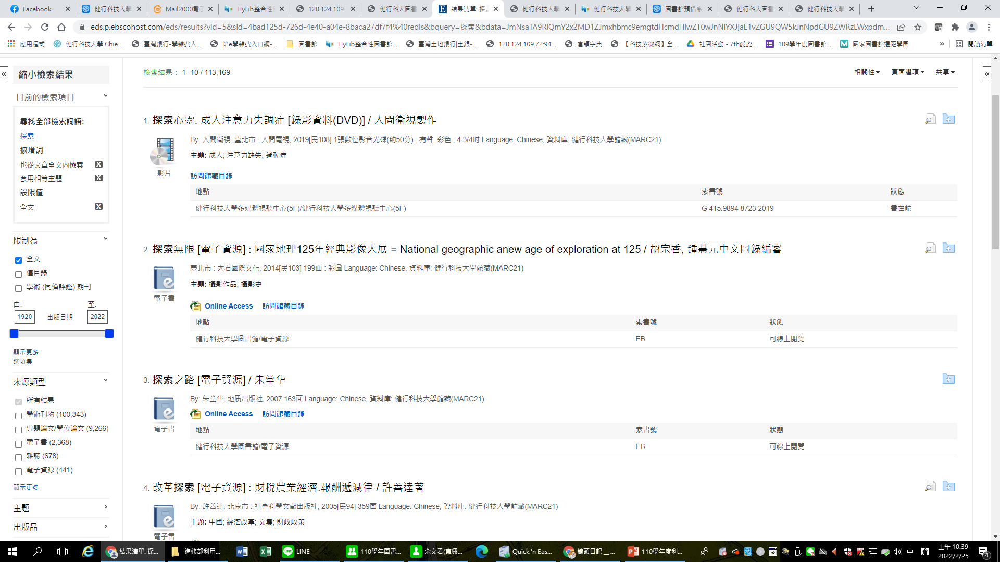 Facebook
健行科技大學
Mail2000電子
HyLib整合性
120.124.109.
健行科大圖書
結果清單: 探
健行科技大學
健行科技大學
圖書館預借系
健行科大圖書
健行科技大學
eds.p.ebscohost.com/eds/results?vid=5&sid=4bad125d-726d-4e40-a04e-8baca27df7f4%40redis&bquery=探索&bdata=JmNsaTA9RlQmY2x2MD1ZJmxhbmc9emgtdHcmdHlwZT0wJnNlYXJjaE1vZGU9QW5kJnNpdGU9ZWRzLWxpdm...
應用程式
健行科技大學 Chie...
臺灣銀行-學雜費入...
第e學雜費入口網-...
圖書館
HyLib整合性圖書館...
臺灣土地銀行|土銀-...
120.124.109.72:94...
倉頡字典
【科技紫微網】全...
社團活動 - 7th愛資...
109學年度圖書館...
國家圖書館遠距學園
»
閱讀清單
縮小檢索結果
目前的檢索項目
尋找全部檢索詞語:
探索
擴增詞
也從文章全文內檢索
套用相等主題
設限值
全文
限制為
全文
僅目錄
學術 (同儕評鑑) 期刊
自:
至:
1920
出版日期
2022
顯示更多
選項集
來源類型
所有結果
學術刊物 (100,343)
專題論文/學位論文 (9,266)
電子書 (2,368)
雜誌 (678)
電子資源 (441)
顯示更多
主題
出版品
檢索結果： 1- 10 / 113,169
相關性
頁面選項
共享
1. 探索心靈. 成人注意力失調症 [錄影資料(DVD)] / 人間衛視製作
影片
By: 人間衛視. 臺北市 : 人間電視, 2019[民108] 1張數位影音光碟(約50分) : 有聲, 彩色 ; 4 3/4吋 Language: Chinese, 資料庫: 健行科技大學館藏(MARC21)
主題: 成人; 注意力缺失; 過動症
訪問館藏目錄
地點 索書號 狀態
健行科技大學多媒體視聽中心(5F)/健行科技大學多媒體視聽中心(5F) G 415.9894 8723 2019 書在館
2. 探索無限 [電子資源] : 國家地理125年經典影像大展 = National geographic anew age of exploration at 125 / 胡宗香, 鍾慧元中文圖錄編審
電子書
臺北市 : 大石國際文化, 2014[民103] 199面 : 彩圖 Language: Chinese, 資料庫: 健行科技大學館藏(MARC21)
主題: 攝影作品; 攝影史
Online Access 訪問館藏目錄
地點 索書號 狀態
健行科技大學圖書館/電子資源 EB 可線上閱覽
3. 探索之路 [電子資源] / 朱堂华
電子書
By: 朱堂华. 地质出版社, 2007 163面 Language: Chinese, 資料庫: 健行科技大學館藏(MARC21)
Online Access 訪問館藏目錄
地點 索書號 狀態
健行科技大學圖書館/電子資源 EB 可線上閱覽
4. 改革探索 [電子資源] : 財稅農業經濟.報酬遞減律 / 許善達著
電子書
By: 許善達. 北京市 : 社會科學文獻出版社, 2005[民94] 359面 Language: Chinese, 資料庫: 健行科技大學館藏(MARC21)
主題: 中國; 經濟改革; 文集; 財政政策
結果清單: 探...
進修部利用...
LINE
110學年圖書...
余文君(東興...
Quick 'n Eas...
鏡頭日記 __ ...
110學年度利...
中
倉
上午 10:39
2022/2/25
4